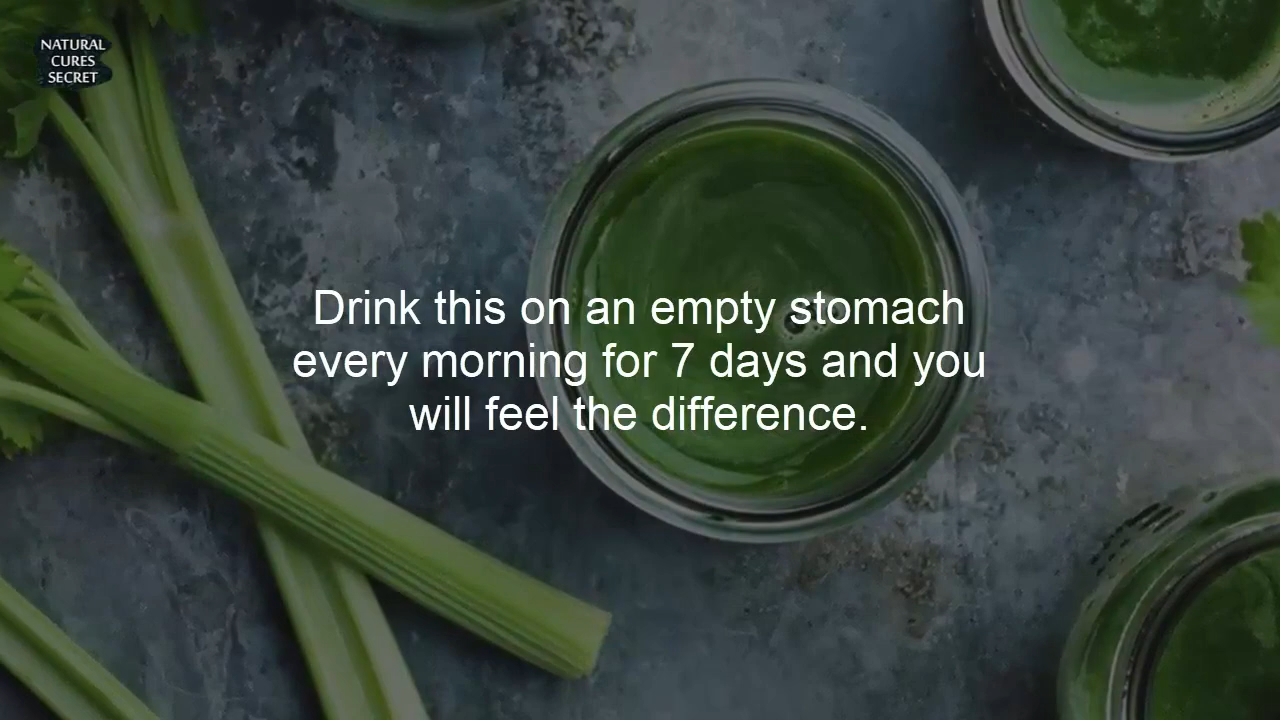 NATURAL
CURES
SECRET
Drink this on an empty stomach
every morning for 7 days and you
will feel the difference.